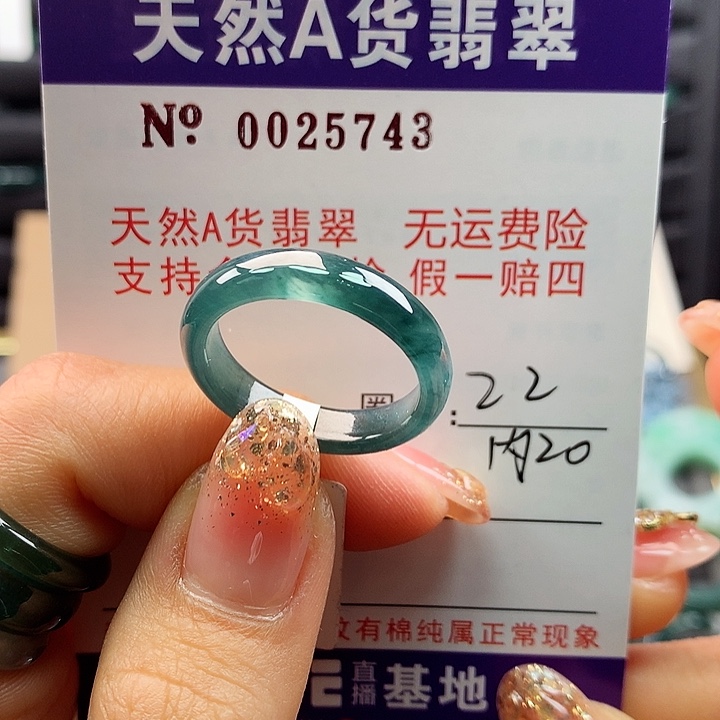 天然A货翡翠
Nº 0025743
天然A货翡翠 无运费险
支持 检 假一赔四
圈 : 22
内20
纹有棉纯属正常现象
直播基地